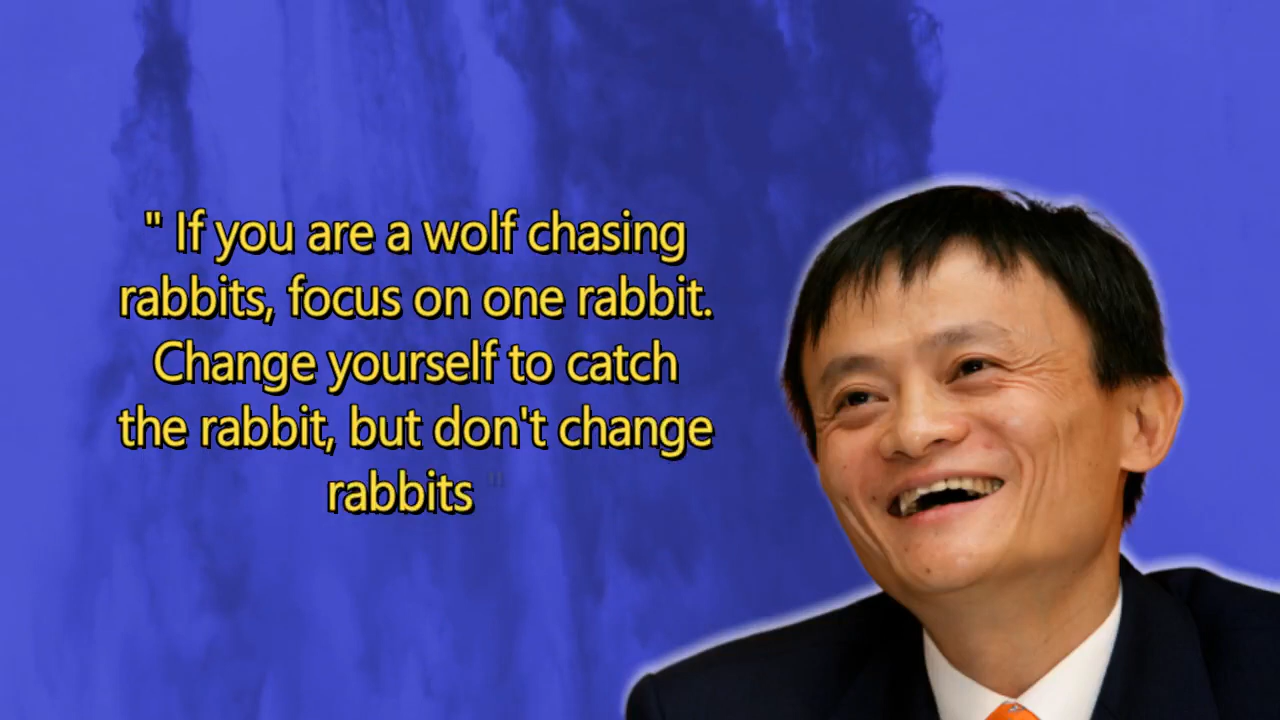 " If you are a wolf chasing
rabbits, focus on one rabbit.
Change yourself to catch
the rabbit, but don't change
rabbits "